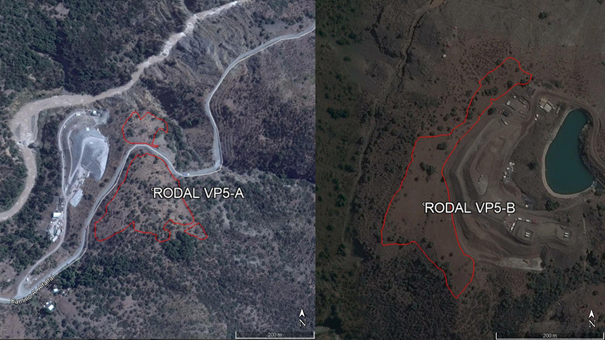 'RODAL VP5-A
N
200 m
'RODAL VP5-B
N
200 m